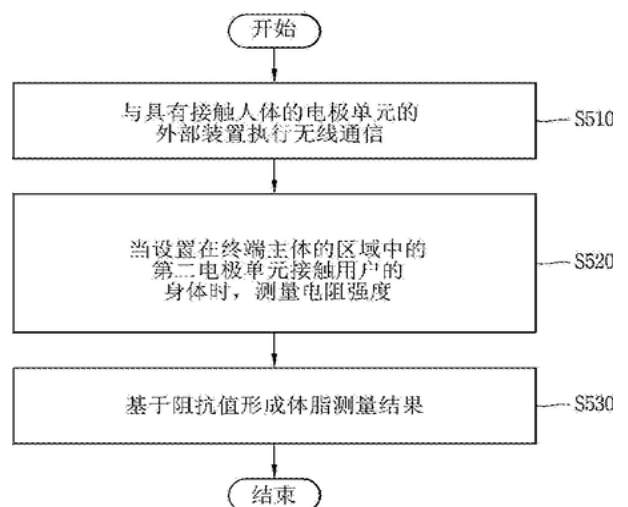 开始
与具有接触人体的电极单元的
外部装置执行无线通信
S510
当设置在终端主体的区域中的
第二电极单元接触用户的
身体时，测量电阻强度
S520
基于阻抗值形成体脂测量结果
S530
结束